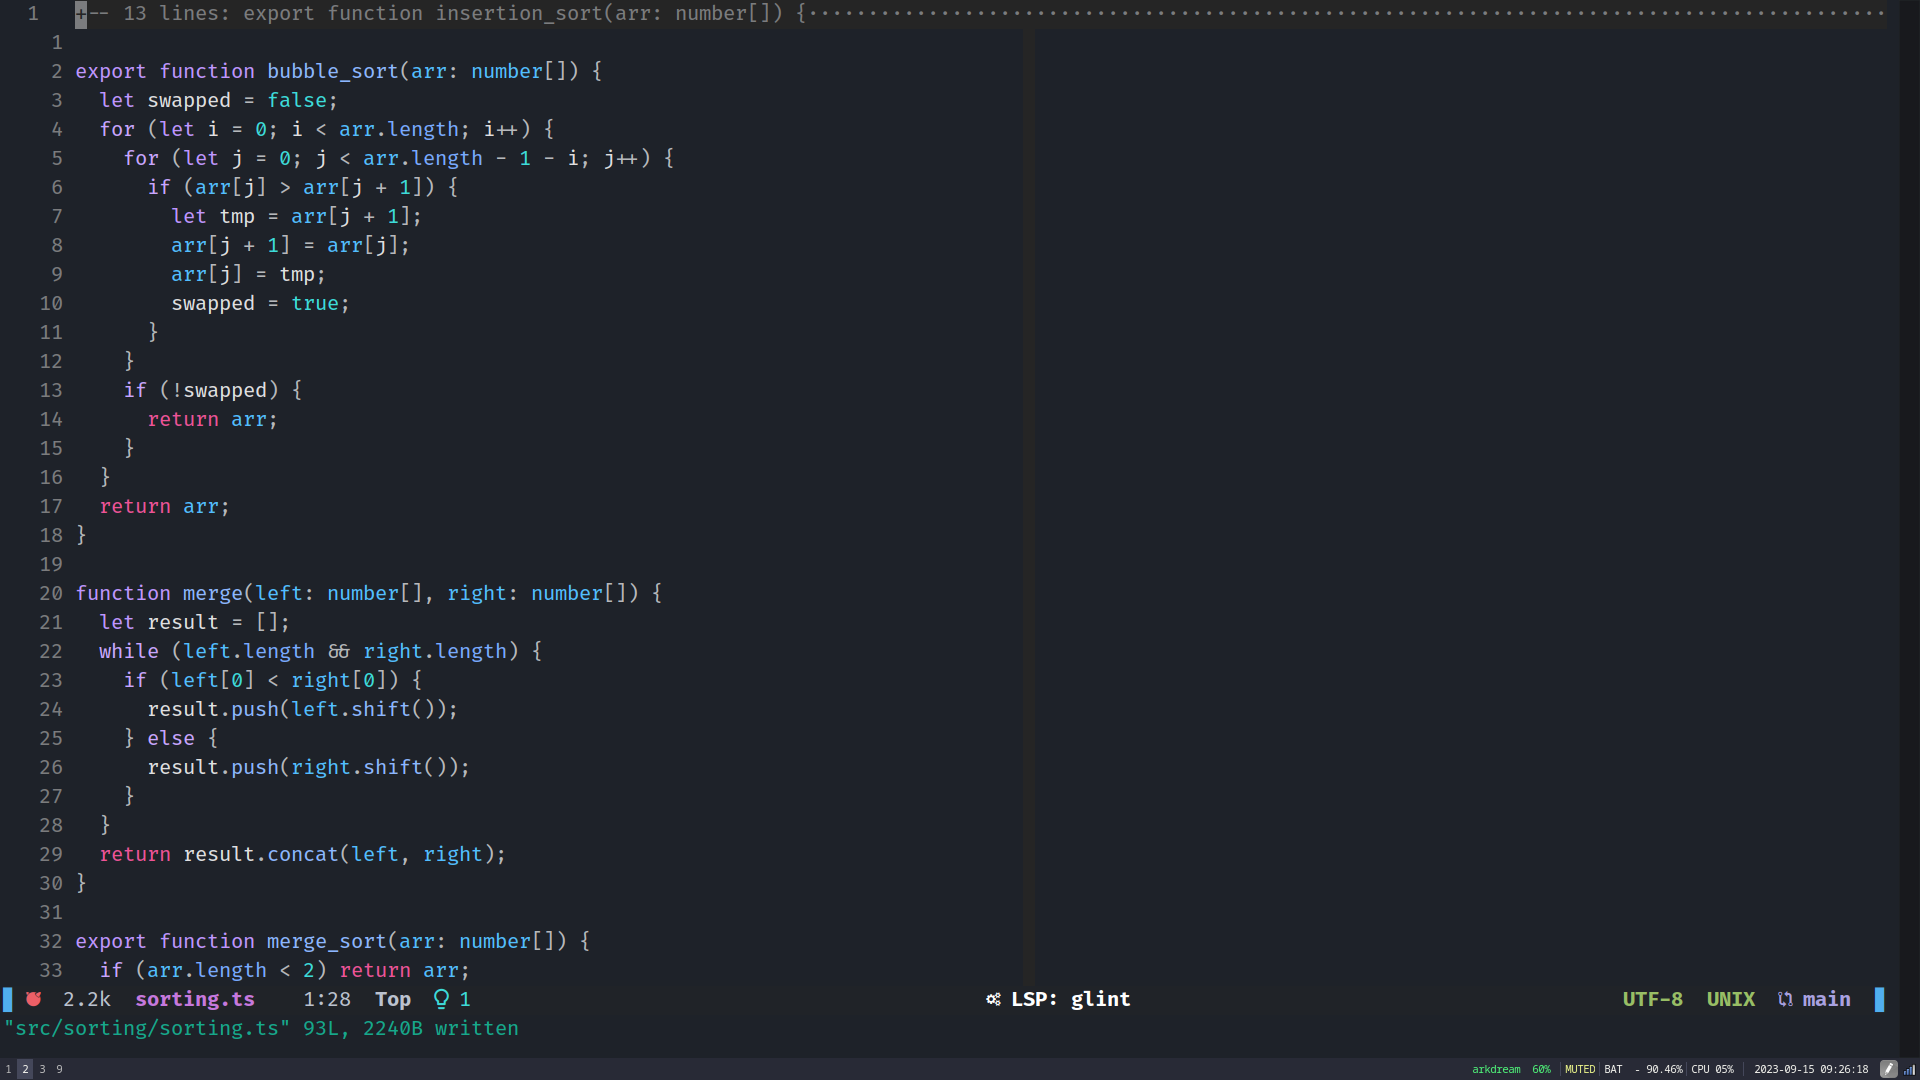 1 +-- 13 lines: export function insertion_sort(arr: number[]) {····························································
1
2 export function bubble_sort(arr: number[]) {
3   let swapped = false;
4   for (let i = 0; i < arr.length; i++) {
5     for (let j = 0; j < arr.length - 1 - i; j++) {
6       if (arr[j] > arr[j + 1]) {
7         let tmp = arr[j + 1];
8         arr[j + 1] = arr[j];
9         arr[j] = tmp;
10         swapped = true;
11       }
12     }
13     if (!swapped) {
14       return arr;
15     }
16   }
17   return arr;
18 }
19
20 function merge(left: number[], right: number[]) {
21   let result = [];
22   while (left.length && right.length) {
23     if (left[0] < right[0]) {
24       result.push(left.shift());
25     } else {
26       result.push(right.shift());
27     }
28   }
29   return result.concat(left, right);
30 }
31
32 export function merge_sort(arr: number[]) {
33   if (arr.length < 2) return arr;
2.2k sorting.ts 1:28 Top 1 LSP: glint UTF-8 UNIX main
"src/sorting/sorting.ts" 93L, 2240B written
1 2 3 9 arkdream 60% MUTED BAT - 90.46% CPU 05% 2023-09-15 09:26:18